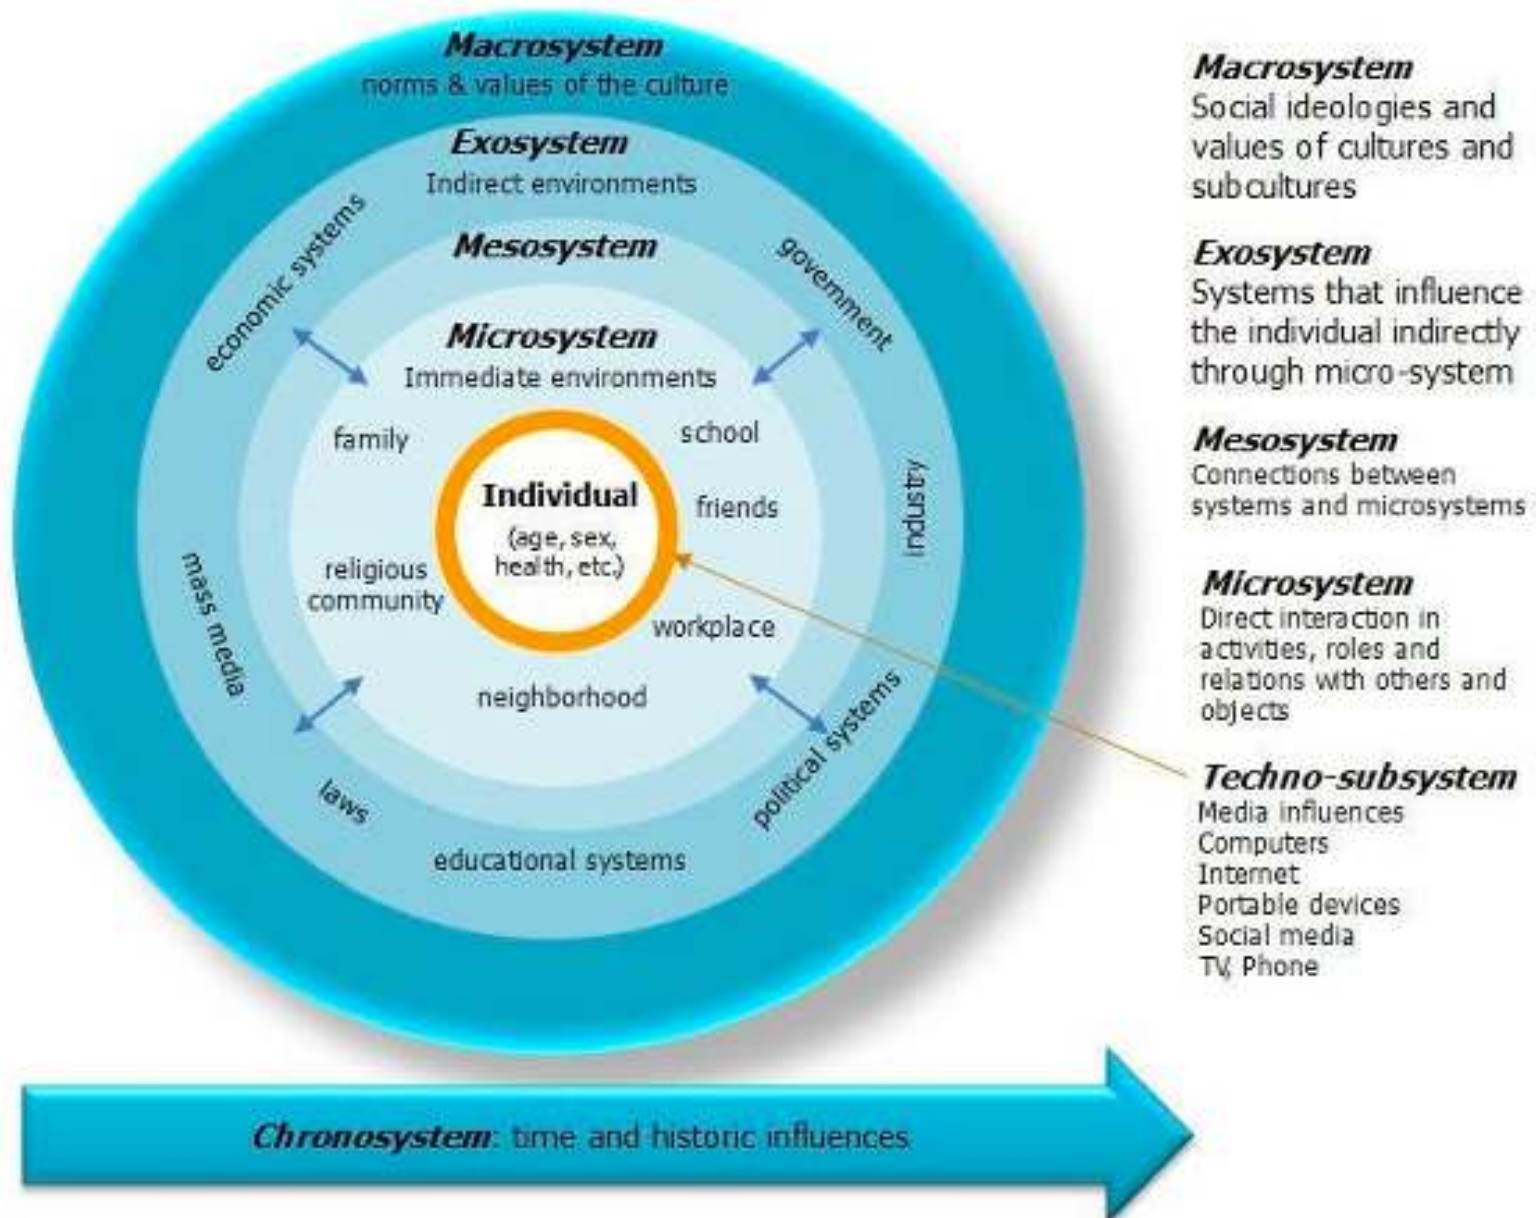 Macrosystem
norms & values of the culture
Exosystem
Indirect environments
economic systems
government
Mesosystem
Microsystem
Immediate environments
family
school
Individual
(age, sex,
health, etc.)
friends
industry
religious
community
mass media
workplace
neighborhood
political systems
laws
educational systems
Macrosystem
Social ideologies and
values of cultures and
subcultures
Exosystem
Systems that influence
the individual indirectly
through micro-system
Mesosystem
Connections between
systems and microsystems
Microsystem
Direct interaction in
activities, roles and
relations with others and
objects
Techno-subsystem
Media influences
Computers
Internet
Portable devices
Social media
TV, Phone
Chronosystem: time and historic influences